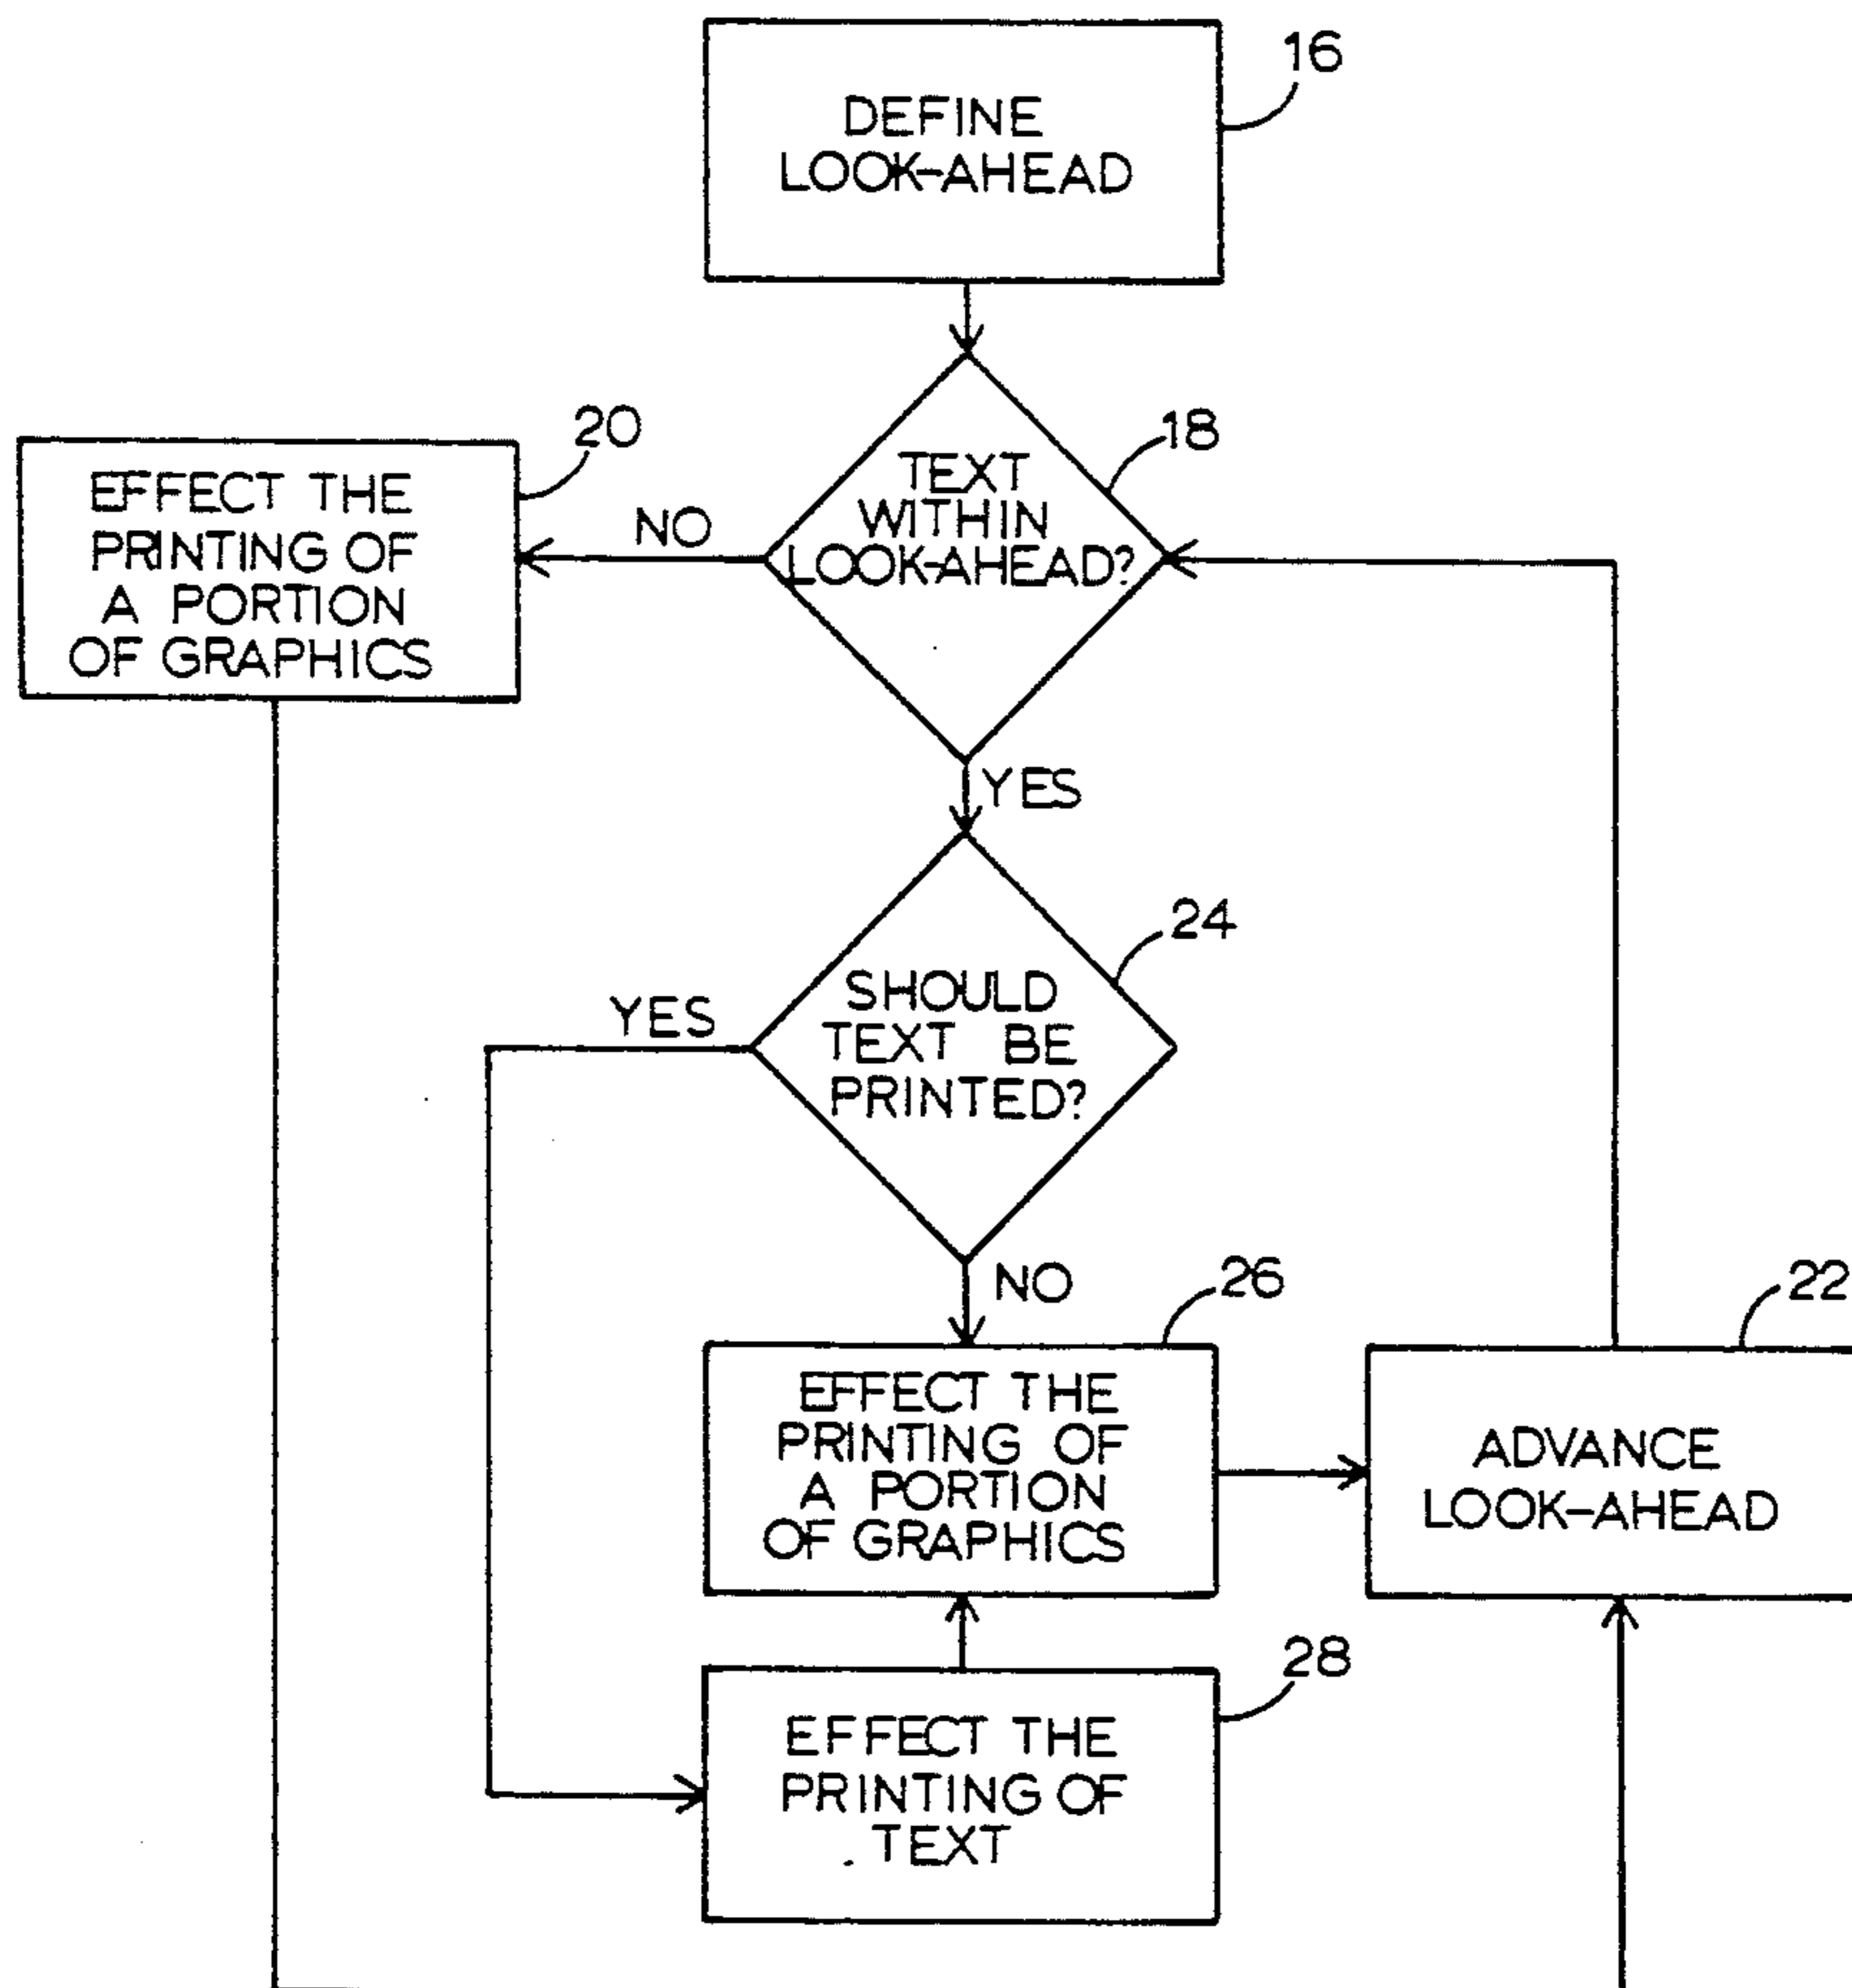 DEFINE
LOOK-AHEAD
16
TEXT
WITHIN
LOOK-AHEAD?
18
NO
EFFECT THE
PRINTING OF
A PORTION
OF GRAPHICS
20
YES
SHOULD
TEXT BE
PRINTED?
24
YES
NO
EFFECT THE
PRINTING OF
A PORTION
OF GRAPHICS
26
ADVANCE
LOOK-AHEAD
22
EFFECT THE
PRINTING OF
TEXT
28